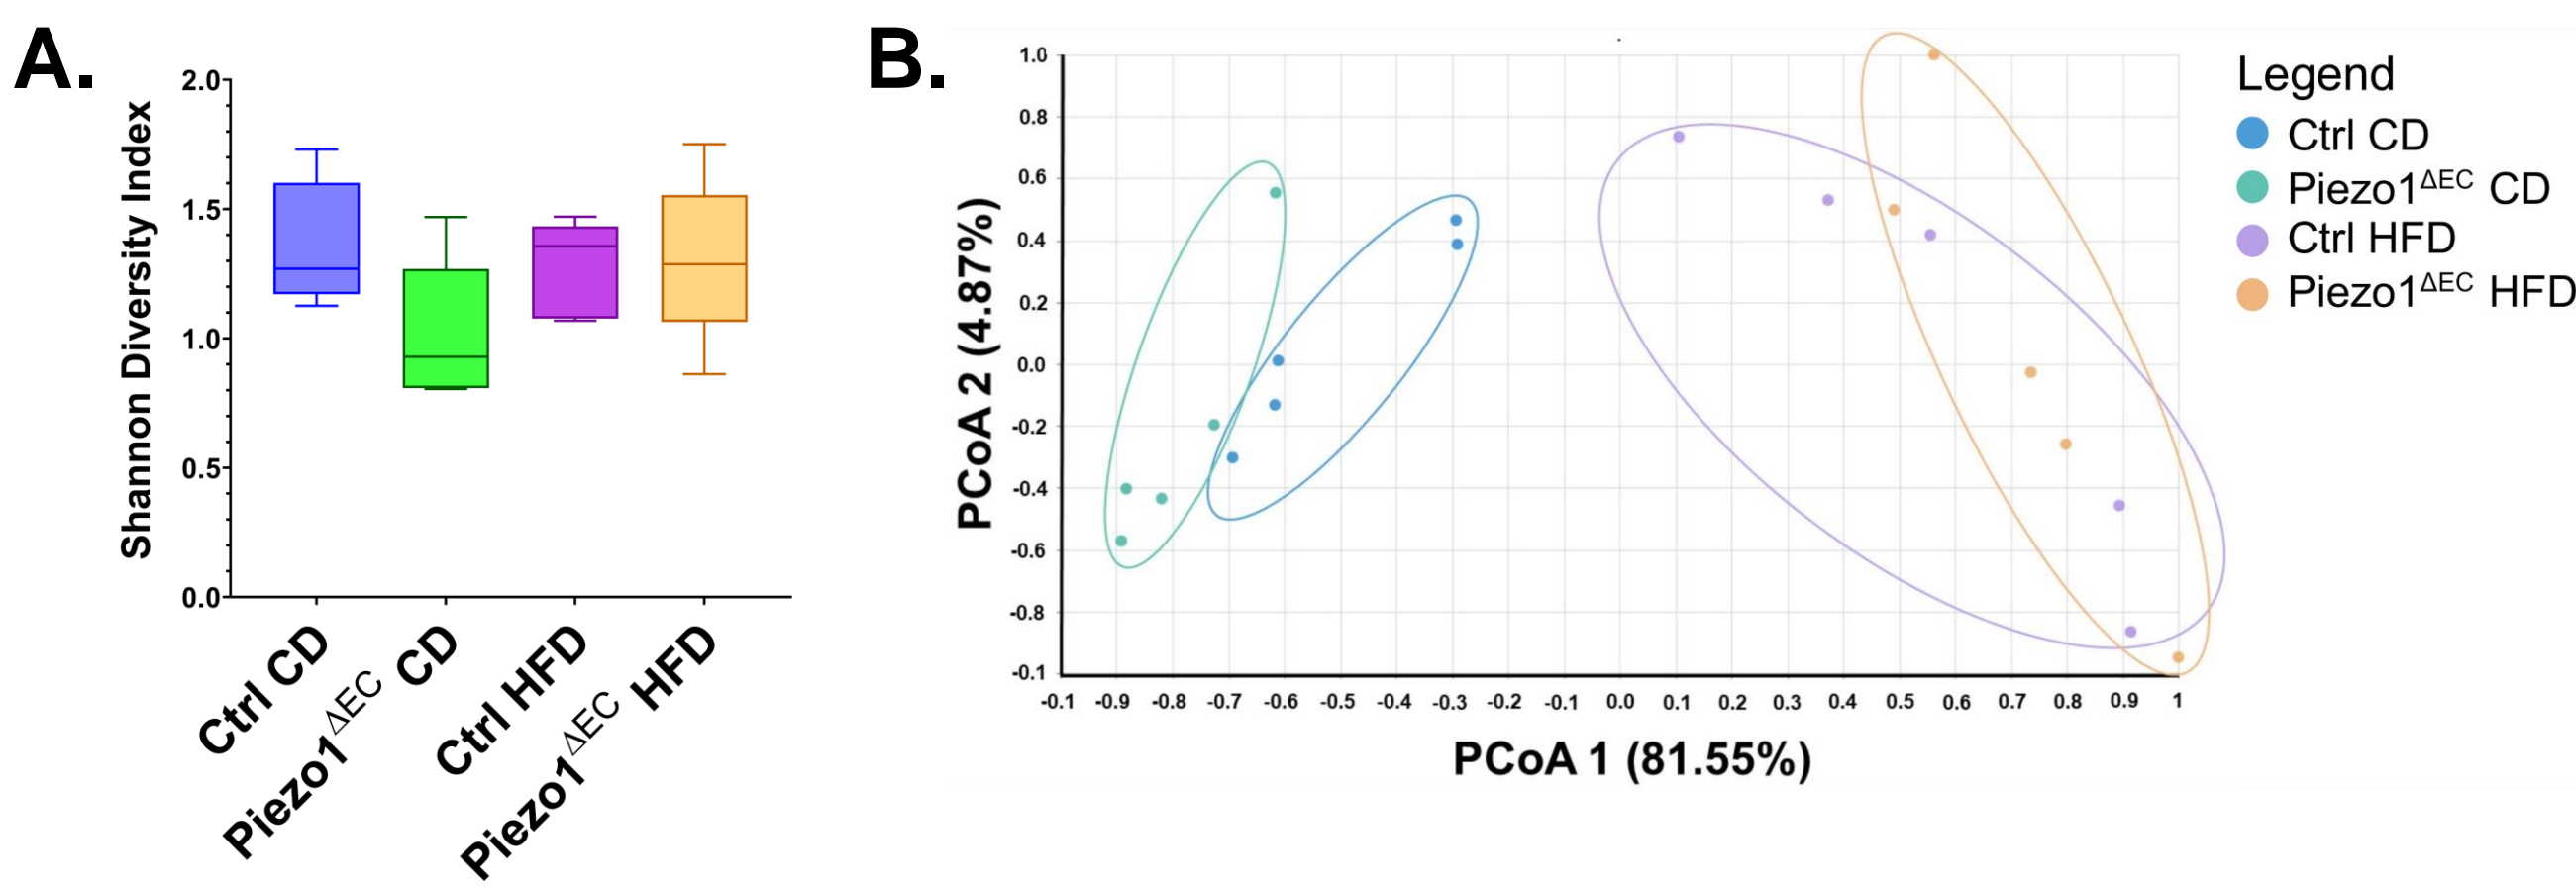 A.
Shannon Diversity Index
2.0
1.5
1.0
0.5
0.0
Ctrl CD
Piezo1ΔEC CD
Ctrl HFD
Piezo1ΔEC HFD
B.
PCoA 2 (4.87%)
1.0
0.8
0.6
0.4
0.2
0.0
-0.2
-0.4
-0.6
-0.8
-0.1
-0.1 -0.9 -0.8 -0.7 -0.6 -0.5 -0.4 -0.3 -0.2 -0.1 0.0 0.1 0.2 0.3 0.4 0.5 0.6 0.7 0.8 0.9 1
PCoA 1 (81.55%)
Legend
Ctrl CD
Piezo1ΔEC CD
Ctrl HFD
Piezo1ΔEC HFD